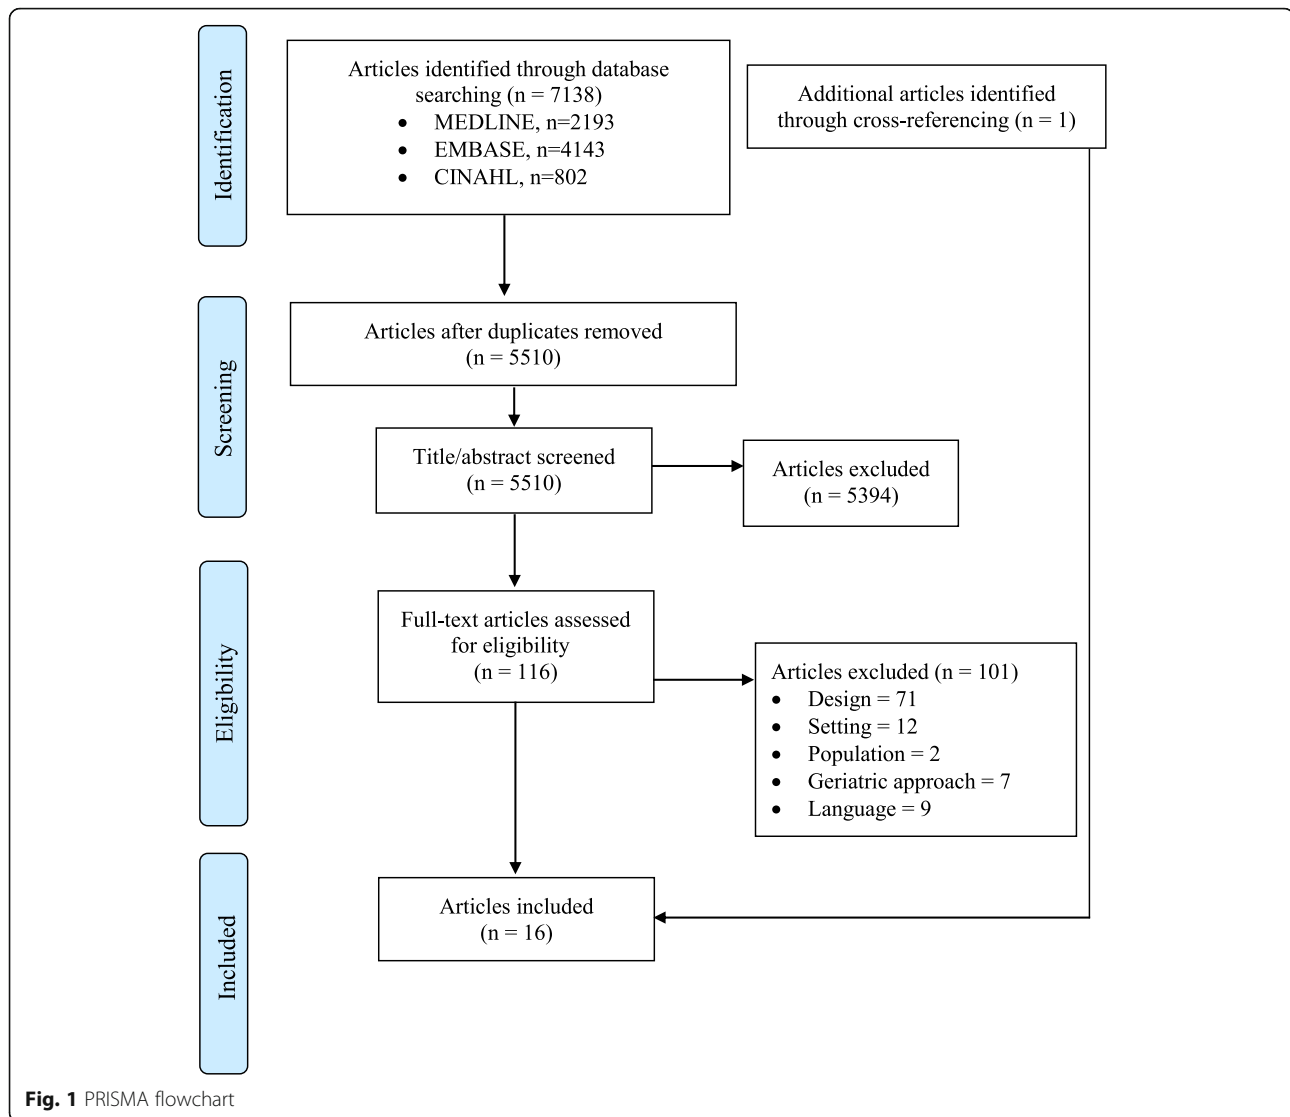 Identification
Articles identified through database
searching (n = 7138)
• MEDLINE, n=2193
• EMBASE, n=4143
• CINAHL, n=802
Additional articles identified
through cross-referencing (n = 1)
Screening
Articles after duplicates removed
(n = 5510)
Title/abstract screened
(n = 5510)
Articles excluded
(n = 5394)
Eligibility
Full-text articles assessed
for eligibility
(n = 116)
Articles excluded (n = 101)
• Design = 71
• Setting = 12
• Population = 2
• Geriatric approach = 7
• Language = 9
Included
Articles included
(n = 16)
Fig. 1 PRISMA flowchart